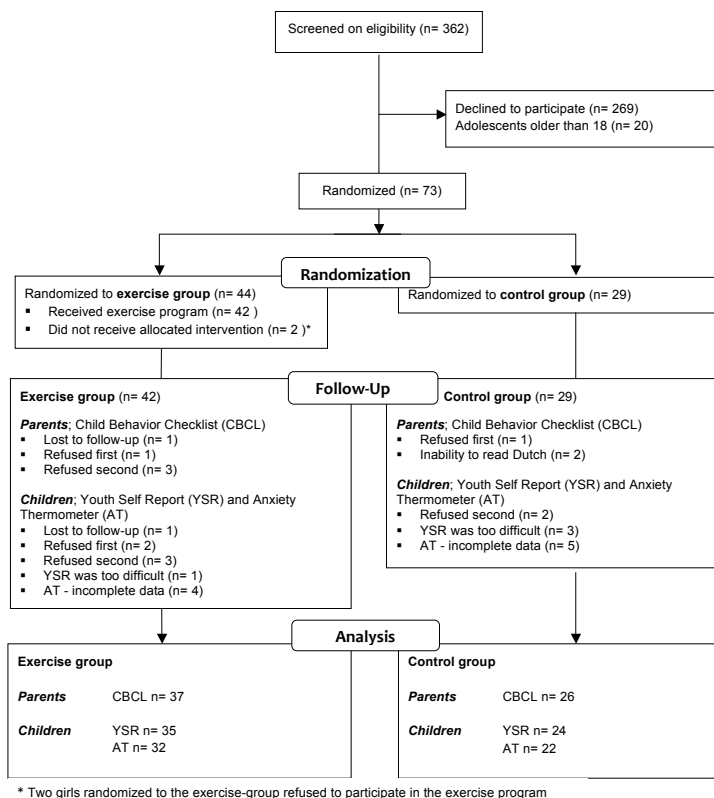 Screened on eligibility (n= 362)
Declined to participate (n= 269)
Adolescents older than 18 (n= 20)
Randomized (n= 73)
Randomization
Randomized to exercise group (n= 44)
▪ Received exercise program (n= 42 )
▪ Did not receive allocated intervention (n= 2 )*
Randomized to control group (n= 29)
Follow-Up
Exercise group (n= 42)
Parents; Child Behavior Checklist (CBCL)
▪ Lost to follow-up (n= 1)
▪ Refused first (n= 1)
▪ Refused second (n= 3)
Children; Youth Self Report (YSR) and Anxiety
Thermometer (AT)
▪ Lost to follow-up (n= 1)
▪ Refused first (n= 2)
▪ Refused second (n= 3)
▪ YSR was too difficult (n= 1)
▪ AT - incomplete data (n= 4)
Control group (n= 29)
Parents; Child Behavior Checklist (CBCL)
▪ Refused first (n= 1)
▪ Inability to read Dutch (n= 2)
Children; Youth Self Report (YSR) and Anxiety
Thermometer (AT)
▪ Refused second (n= 2)
▪ YSR was too difficult (n= 3)
▪ AT - incomplete data (n= 5)
Analysis
Exercise group
Parents CBCL n= 37
Children YSR n= 35
AT n= 32
Control group
Parents CBCL n= 26
Children YSR n= 24
AT n= 22
* Two girls randomized to the exercise-group refused to participate in the exercise program